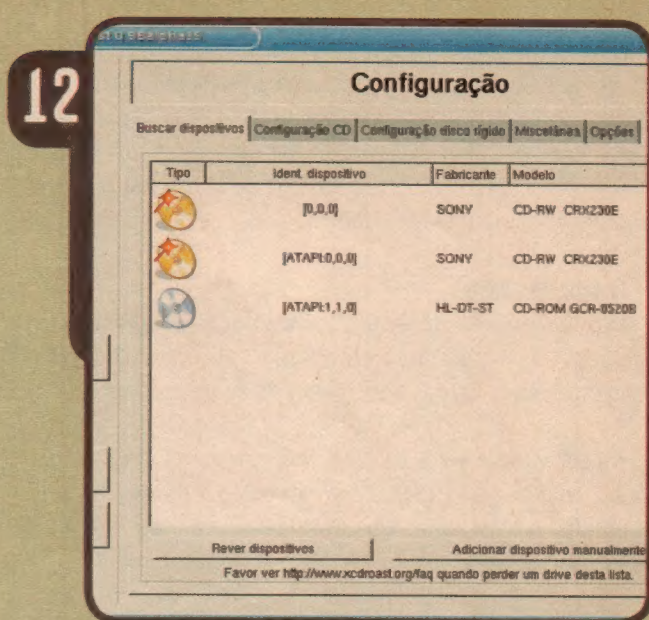 12
Configuração
Buscar dispositivos Configuração CD Configuração disco rígido Miscelânea Opções
Tipo Ident. dispositivo Fabricante Modelo
[0,0,0] SONY CD-RW CRX230E
[ATAPI:0,0,0] SONY CD-RW CRX230E
[ATAPI:1,1,0] HL-DT-ST CD-ROM GCR-8520B
Rever dispositivos Adicionar dispositivo manualmente
Favor ver http://www.xcdroast.org/faq quando perder um drive desta lista.